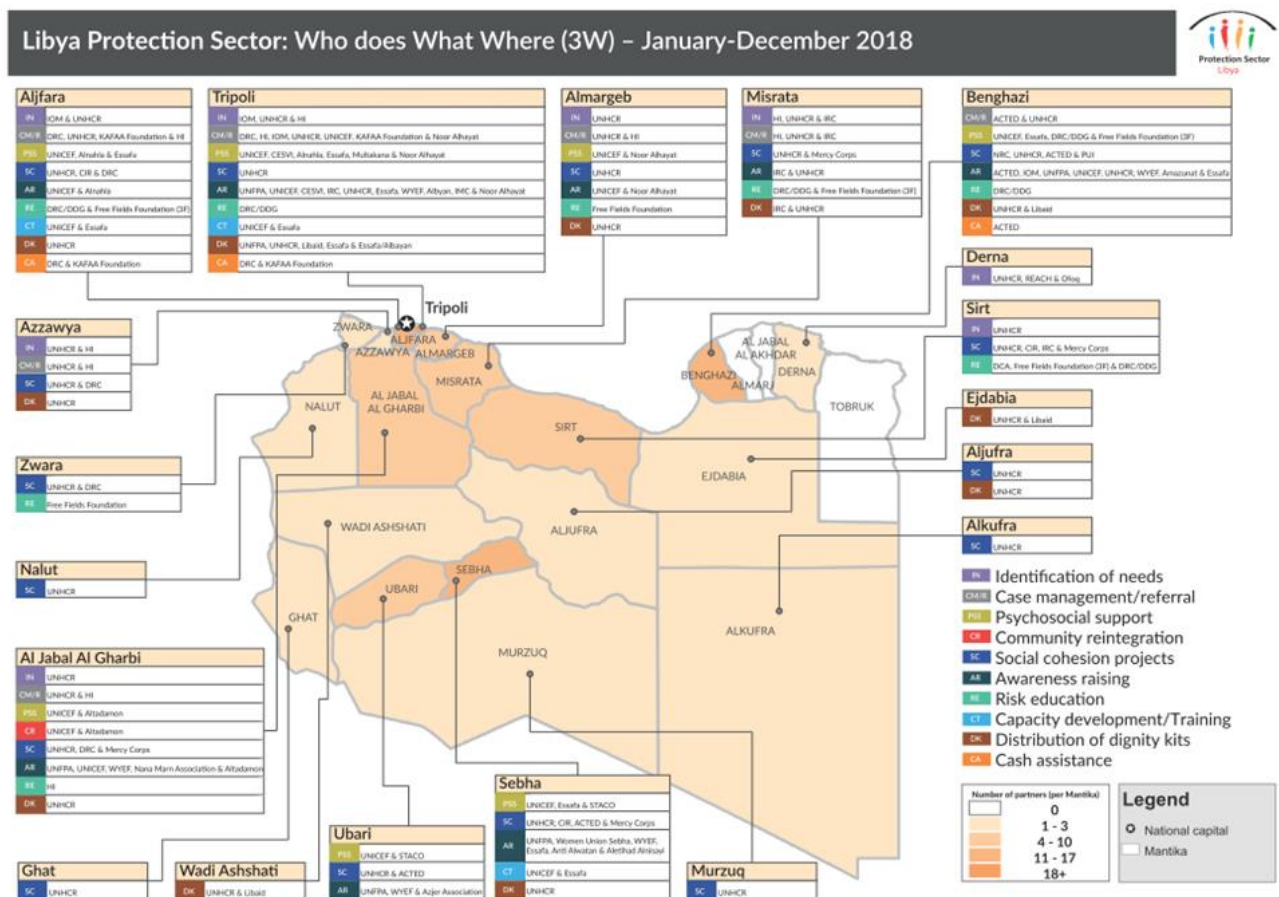 Libya Protection Sector: Who does What Where (3W) – January-December 2018
Protection Sector
Libya
Aljfara
IN IOM & UNHCR
CM/R DRC, UNHCR, KAFAA Foundation & HI
PSS UNICEF, Alnahla & Essafa
SC UNHCR, CIR & DRC
AR UNICEF & Alnahla
RE DRC/DDG & Free Fields Foundation (3F)
CT UNICEF & Essafa
DK UNHCR
CA DRC & KAFAA Foundation
Tripoli
IN IOM, UNHCR & HI
CM/R DRC, HI, IOM, UNHCR, UNICEF, KAFAA Foundation & Noor Alhayat
PSS UNICEF, CESVI, Alnahla, Essafa, Multakana & Noor Alhayat
SC UNHCR
AR UNFPA, UNICEF, CESVI, IRC, UNHCR, Essafa, WYEF, Albyan, IMC & Noor Alhayat
RE DRC/DDG
CT UNICEF & Essafa
DK UNFPA, UNHCR, Libaid, Essafa & Essafa/Albayan
CA DRC & KAFAA Foundation
Almargeb
IN UNHCR
CM/R UNHCR & HI
PSS UNICEF & Noor Alhayat
SC UNHCR
AR UNICEF & Noor Alhayat
RE Free Fields Foundation
DK UNHCR
Misrata
IN HI, UNHCR & IRC
CM/R HI, UNHCR & IRC
SC UNHCR & Mercy Corps
AR IRC & UNHCR
RE DRC/DDG & Free Fields Foundation (3F)
DK IRC & UNHCR
Benghazi
CM/R ACTED & UNHCR
PSS UNICEF, Essafa, DRC/DDG & Free Fields Foundation (3F)
SC NRC, UNHCR, ACTED & PUI
AR ACTED, IOM, UNFPA, UNICEF, UNHCR, WYEF, Amazonat & Essafa
RE DRC/DDG
DK UNHCR & Libaid
CA ACTED
Derna
IN UNHCR, REACH & Ofoq
Sirt
IN UNHCR
SC UNHCR, CIR, IRC & Mercy Corps
RE DCA, Free Fields Foundation (3F) & DRC/DDG
Ejdabia
DK UNHCR & Libaid
Aljufra
SC UNHCR
DK UNHCR
Alkufra
SC UNHCR
Azzawya
IN UNHCR & HI
CM/R UNHCR & HI
SC UNHCR & DRC
DK UNHCR
Zwara
SC UNHCR & DRC
RE Free Fields Foundation
Nalut
SC UNHCR
Al Jabal Al Gharbi
IN UNHCR
CM/R UNHCR & HI
PSS UNICEF & Altadamon
CR UNICEF & Altadamon
SC UNHCR, DRC & Mercy Corps
AR UNFPA, UNICEF, WYEF, Nana Marn Association & Altadamon
RE HI
DK UNHCR
Ghat
SC UNHCR
Wadi Ashshati
DK UNHCR & Libaid
Ubari
PSS UNICEF & STACO
SC UNHCR & ACTED
AR UNFPA, WYEF & Azjer Association
Sebha
PSS UNICEF, Essafa & STACO
SC UNHCR, CIR, ACTED & Mercy Corps
AR UNFPA, Women Union Sebha, WYEF,
Essafa, Anti Alwatan & Aletihad Alnisayi
CT UNICEF & Essafa
DK UNHCR
Murzuq
SC UNHCR
Tripoli
ZWARA
ALJFARA
AZZAWYA
ALMARGEB
MISRATA
NALUT
AL JABAL
AL GHARBI
SIRT
BENGHAZI
AL JABAL
AL AKHDAR
ALMARJ
DERNA
TOBRUK
EJDABIA
WADI ASHSHATI
ALJUFRA
SEBHA
UBARI
GHAT
MURZUQ
ALKUFRA
IN Identification of needs
CM/R Case management/referral
PSS Psychosocial support
CR Community reintegration
SC Social cohesion projects
AR Awareness raising
RE Risk education
CT Capacity development/Training
DK Distribution of dignity kits
CA Cash assistance
Number of partners (per Mantika)
0
1 - 3
4 - 10
11 - 17
18+
Legend
National capital
Mantika